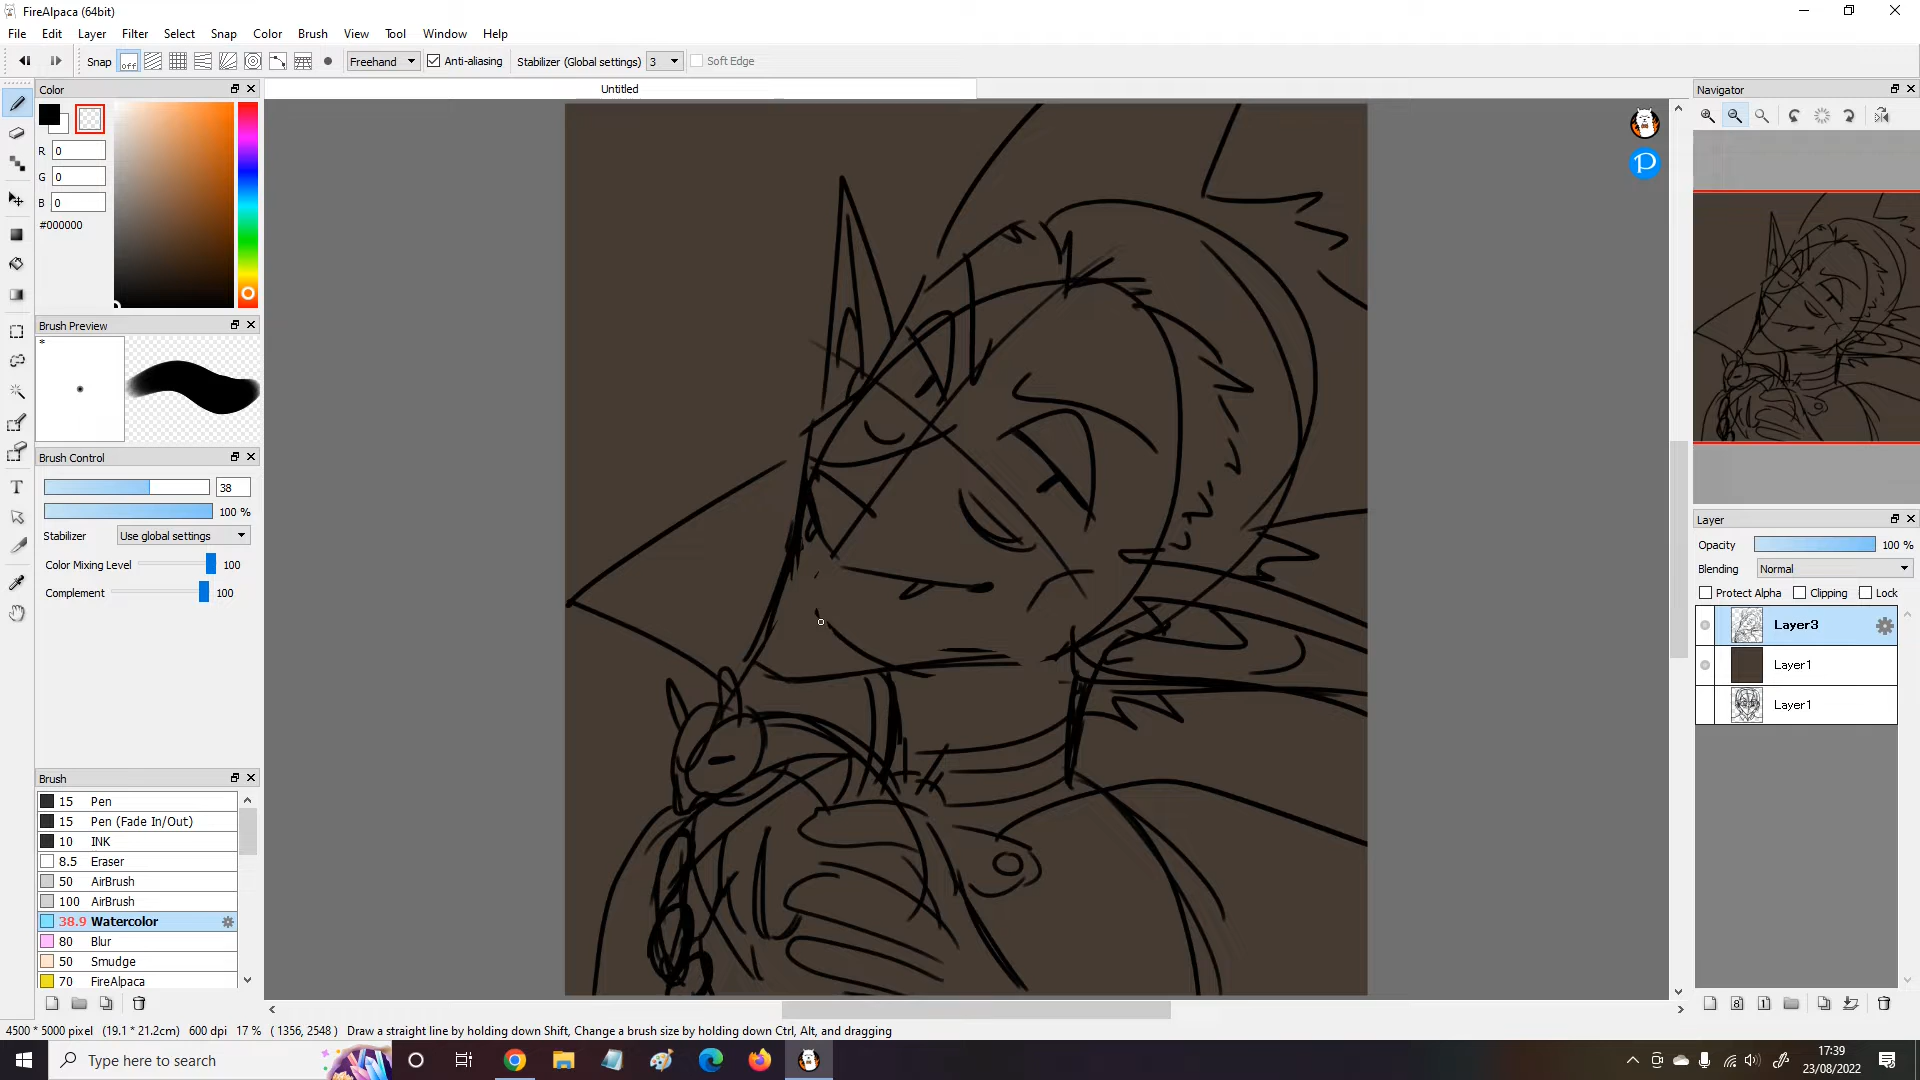 FireAlpaca (64bit)
File Edit Layer Filter Select Snap Color Brush View Cat Tool Window Help
Snap off Freehand Anti-aliasing Stabilizer (Global settings) 3 Soft Edge
Color
Untitled
Navigator
R 0
G 0
B 0
#000000
Brush Preview
*
Brush Control
38
100 %
Stabilizer Use global settings
Color Mixing Level 100
Complement 100
Layer
Opacity 100 %
Blending Normal
Protect Alpha Clipping Lock
Layer3
Layer1
Layer1
Brush
15 Pen
15 Pen (Fade In/Out)
10 INK
8.5 Eraser
50 AirBrush
100 AirBrush
38.9 Watercolor
80 Blur
50 Smudge
70 FireAlpaca
4500 * 5000 pixel (19.1 * 21.2cm) 600 dpi 17 % ( 1356, 2548 ) Draw a straight line by holding down Shift, Change a brush size by holding down Ctrl, Alt, and dragging
Type here to search
17:39
23/08/2022